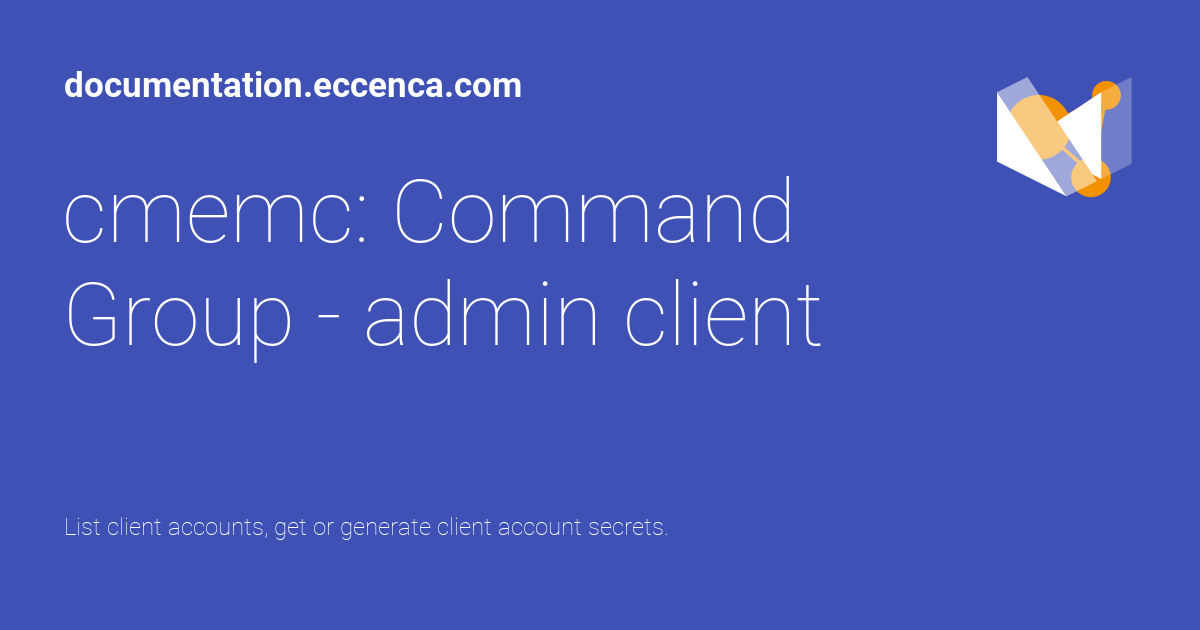 documentation.eccenca.com
cmemc: Command
Group - admin client
List client accounts, get or generate client account secrets.